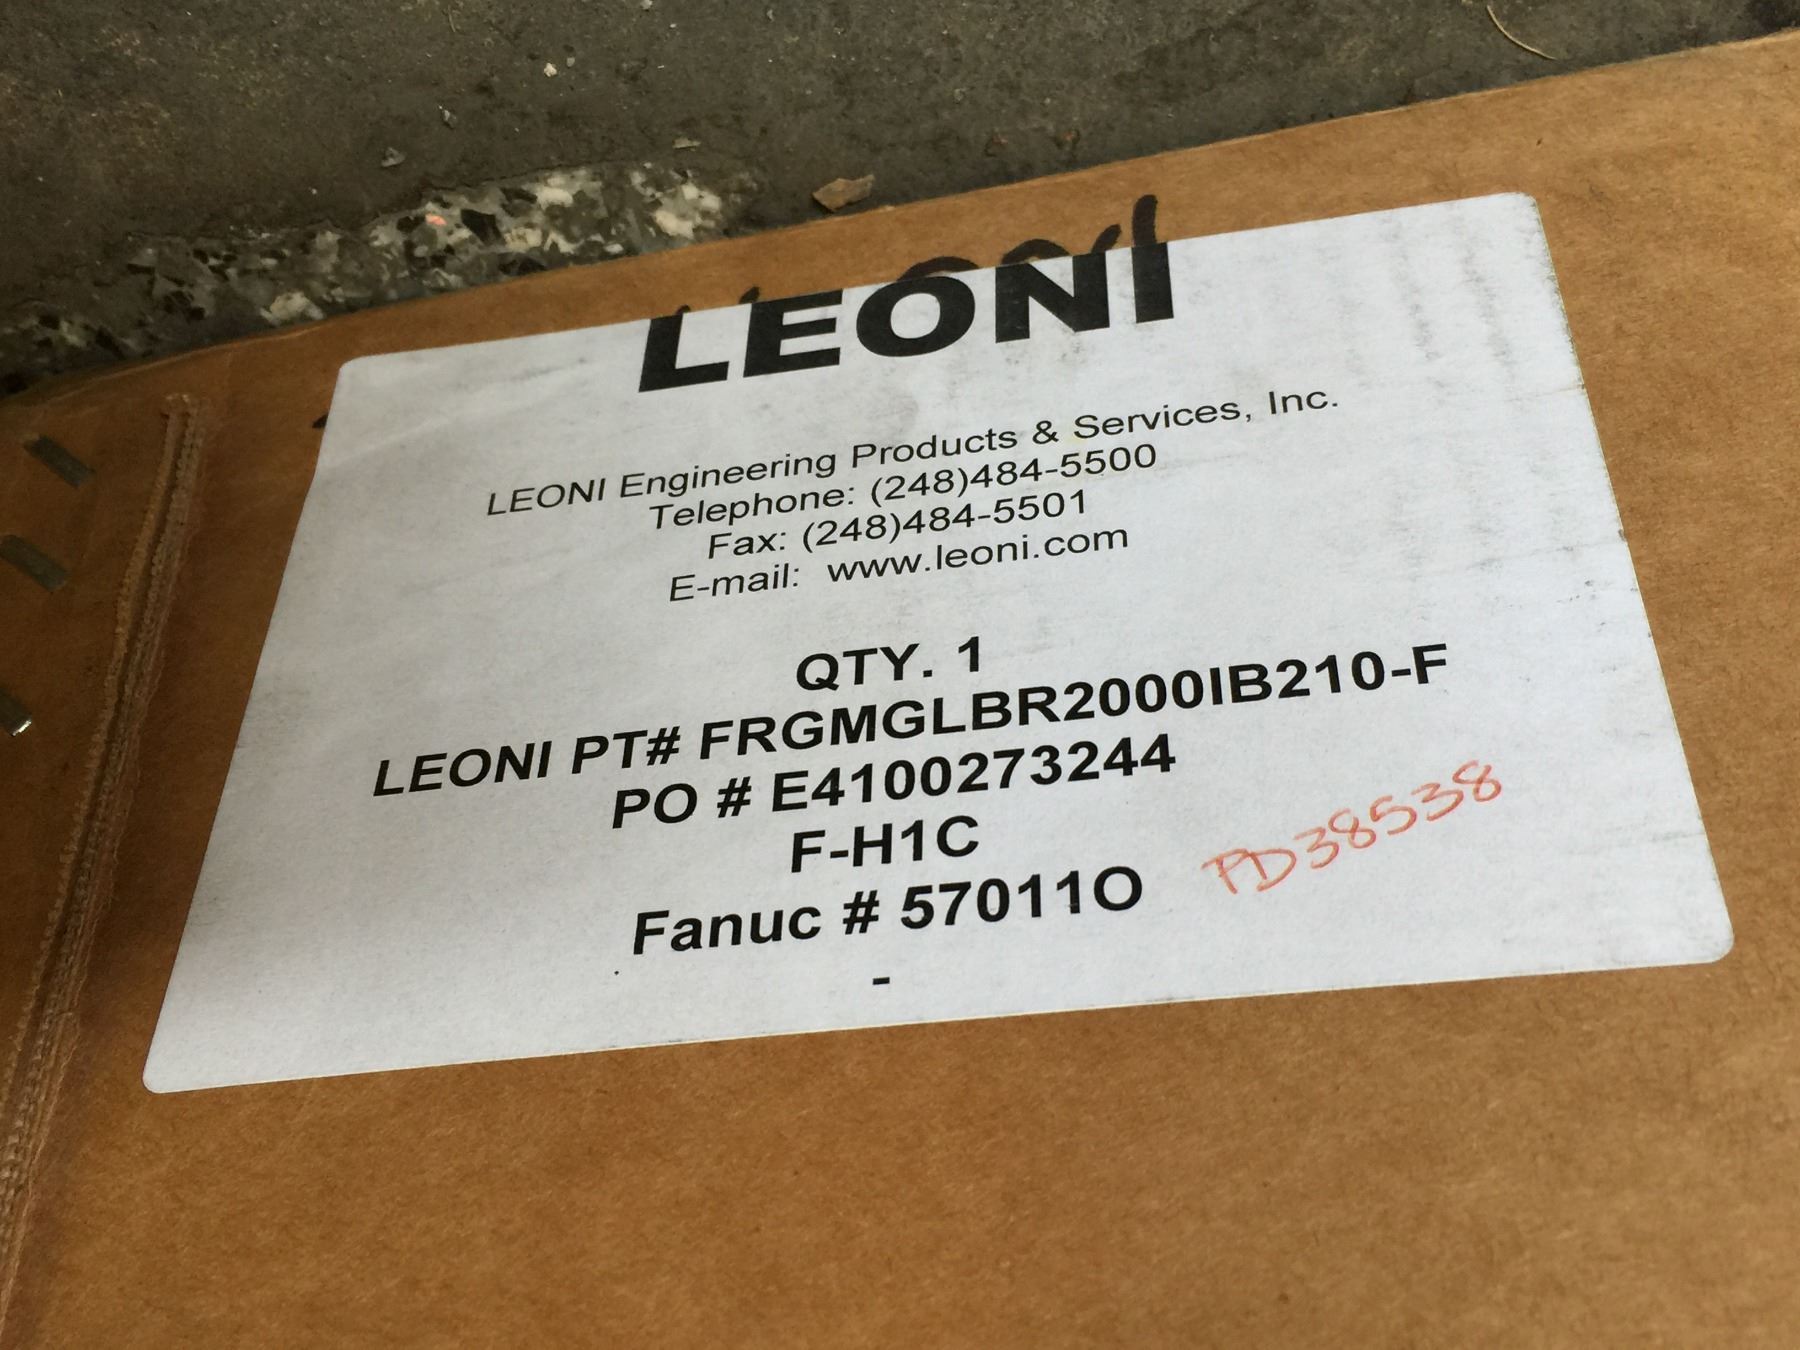 LEONI
LEONI Engineering Products & Services, Inc.
Telephone: (248)484-5500
Fax: (248)484-5501
E-mail: www.leoni.com
QTY. 1
LEONI PT# FRGMGLBR2000IB210-F
PO # E4100273244
F-H1C
Fanuc # 57011O
PD38538
-